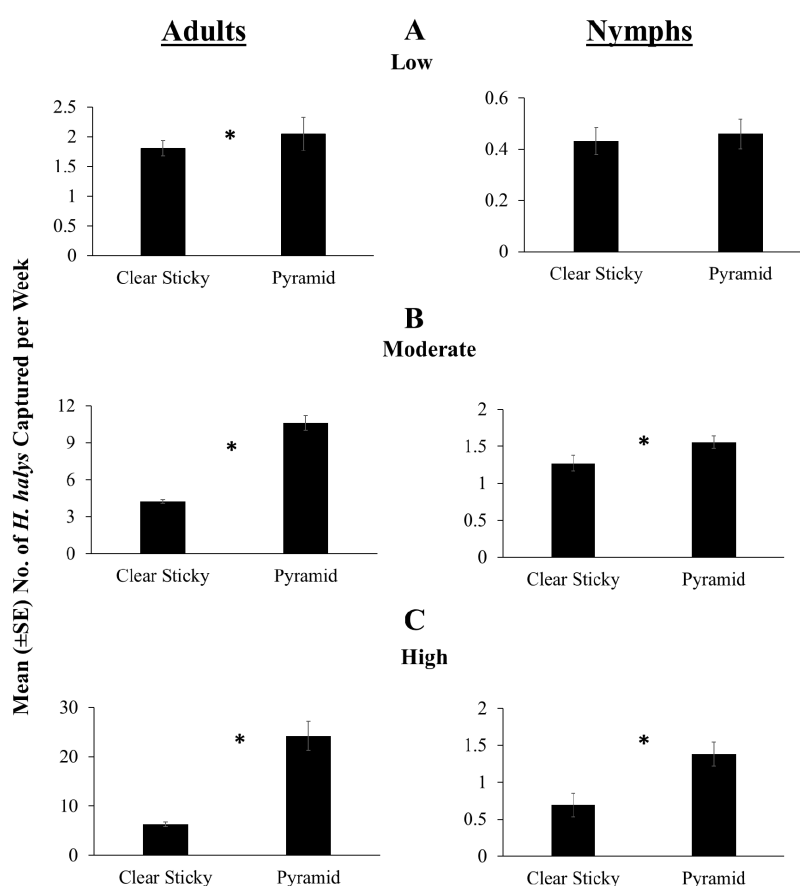 Adults
A
Nymphs
Low
2.5
2
1.5
1
0.5
0
*
Clear Sticky
Pyramid
0.6
0.4
0.2
0
Clear Sticky
Pyramid
Mean (±SE) No. of H. halys Captured per Week
B
Moderate
12
9
6
3
0
*
Clear Sticky
Pyramid
2
1.5
1
0.5
0
*
Clear Sticky
Pyramid
C
High
30
20
10
0
*
Clear Sticky
Pyramid
2
1.5
1
0.5
0
*
Clear Sticky
Pyramid